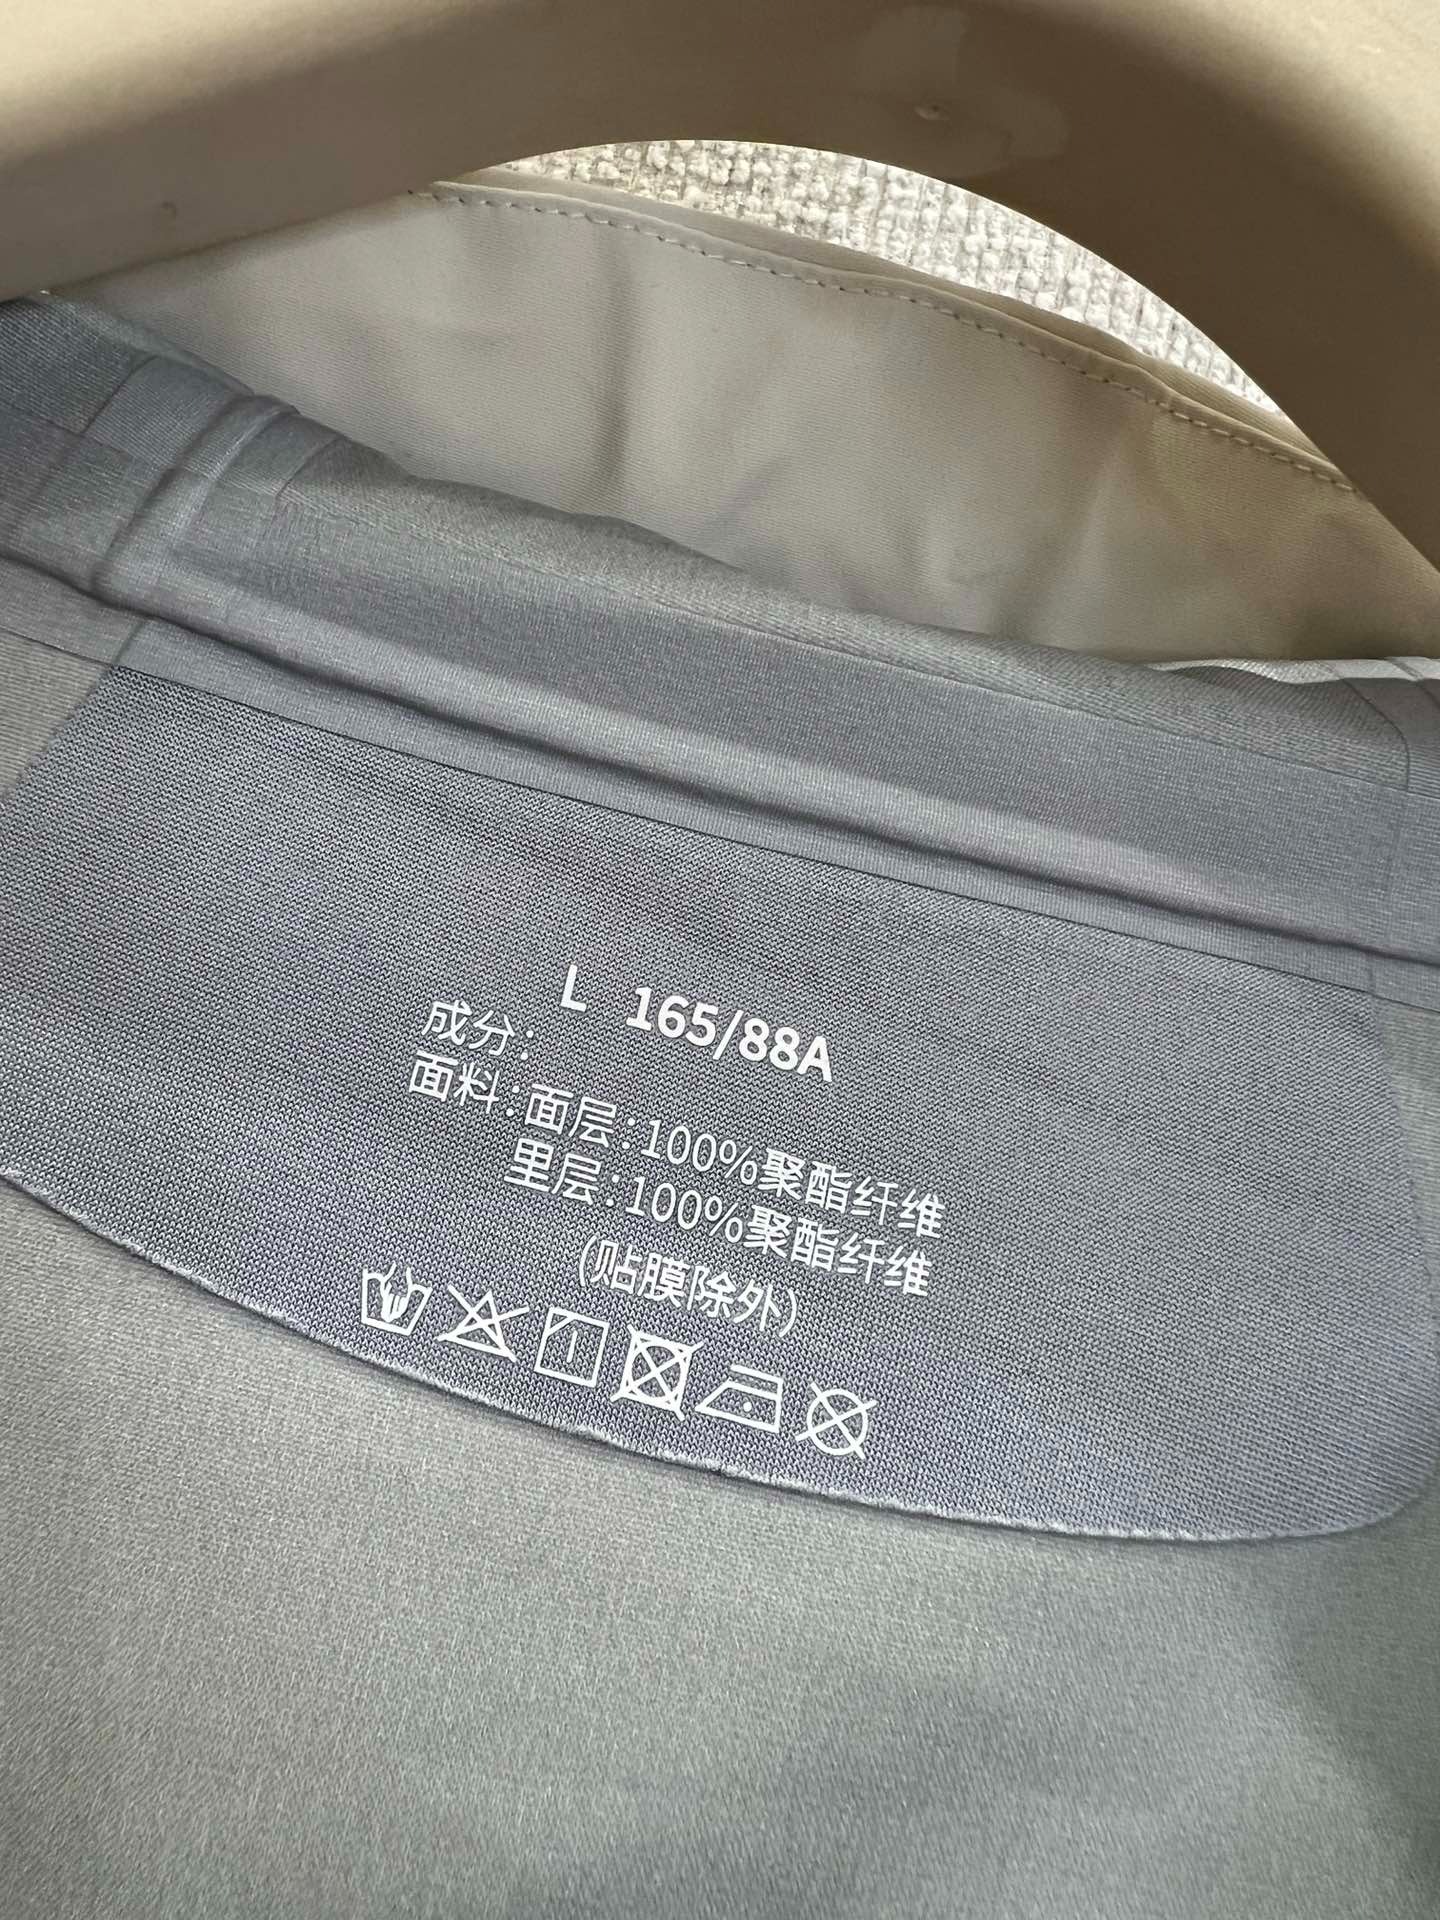 L 165/88A
成分：
面料：面层：100%聚酯纤维
里层：100%聚酯纤维
(贴膜除外)